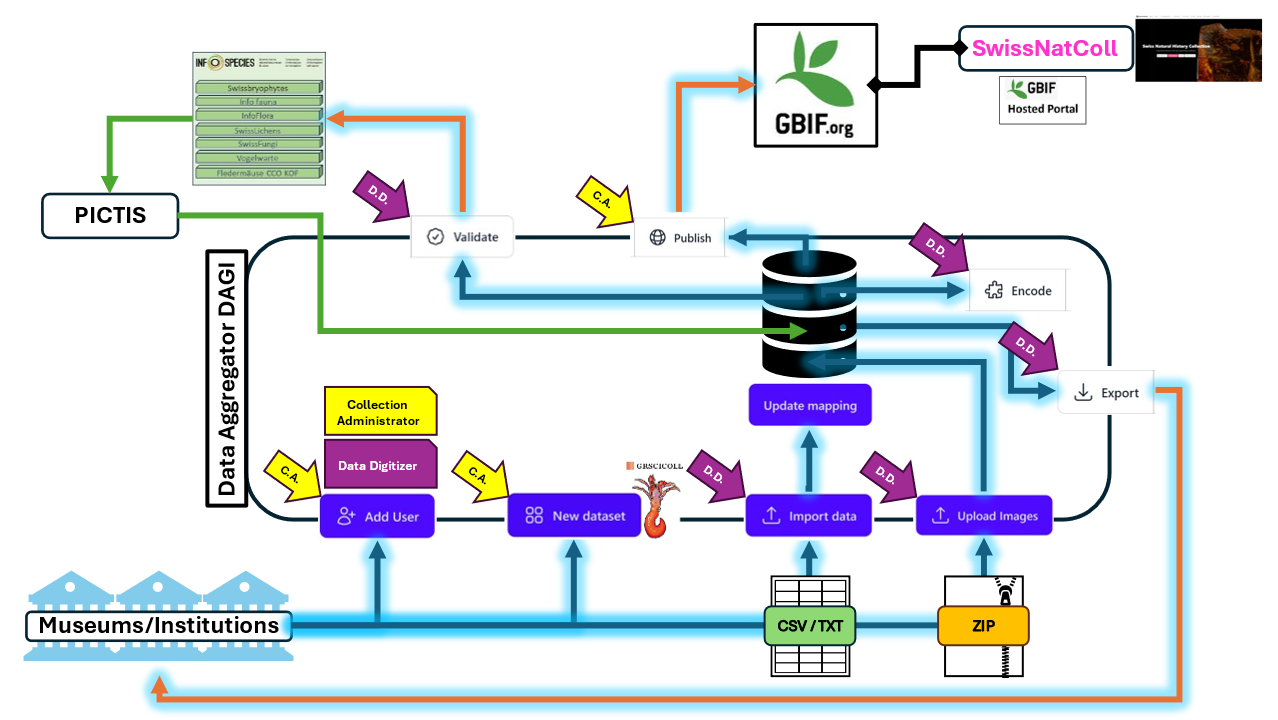 INFO SPECIES
Swissbryophytes
Info fauna
InfoFlora
SwissLichens
SwissFungi
Vogelwarte
Fledermäuse CCO KOF
GBIF.org
SwissNatColl
Swiss Natural History Collection
GBIF
Hosted Portal
PICTIS
D.D.
Validate
C.A.
Publish
D.D.
Encode
D.D.
Export
Data Aggregator DAGI
Update mapping
Collection
Administrator
Data Digitizer
C.A.
Add User
C.A.
New dataset
GRSCICOLL
D.D.
Import data
D.D.
Upload Images
Museums/Institutions
CSV / TXT
ZIP